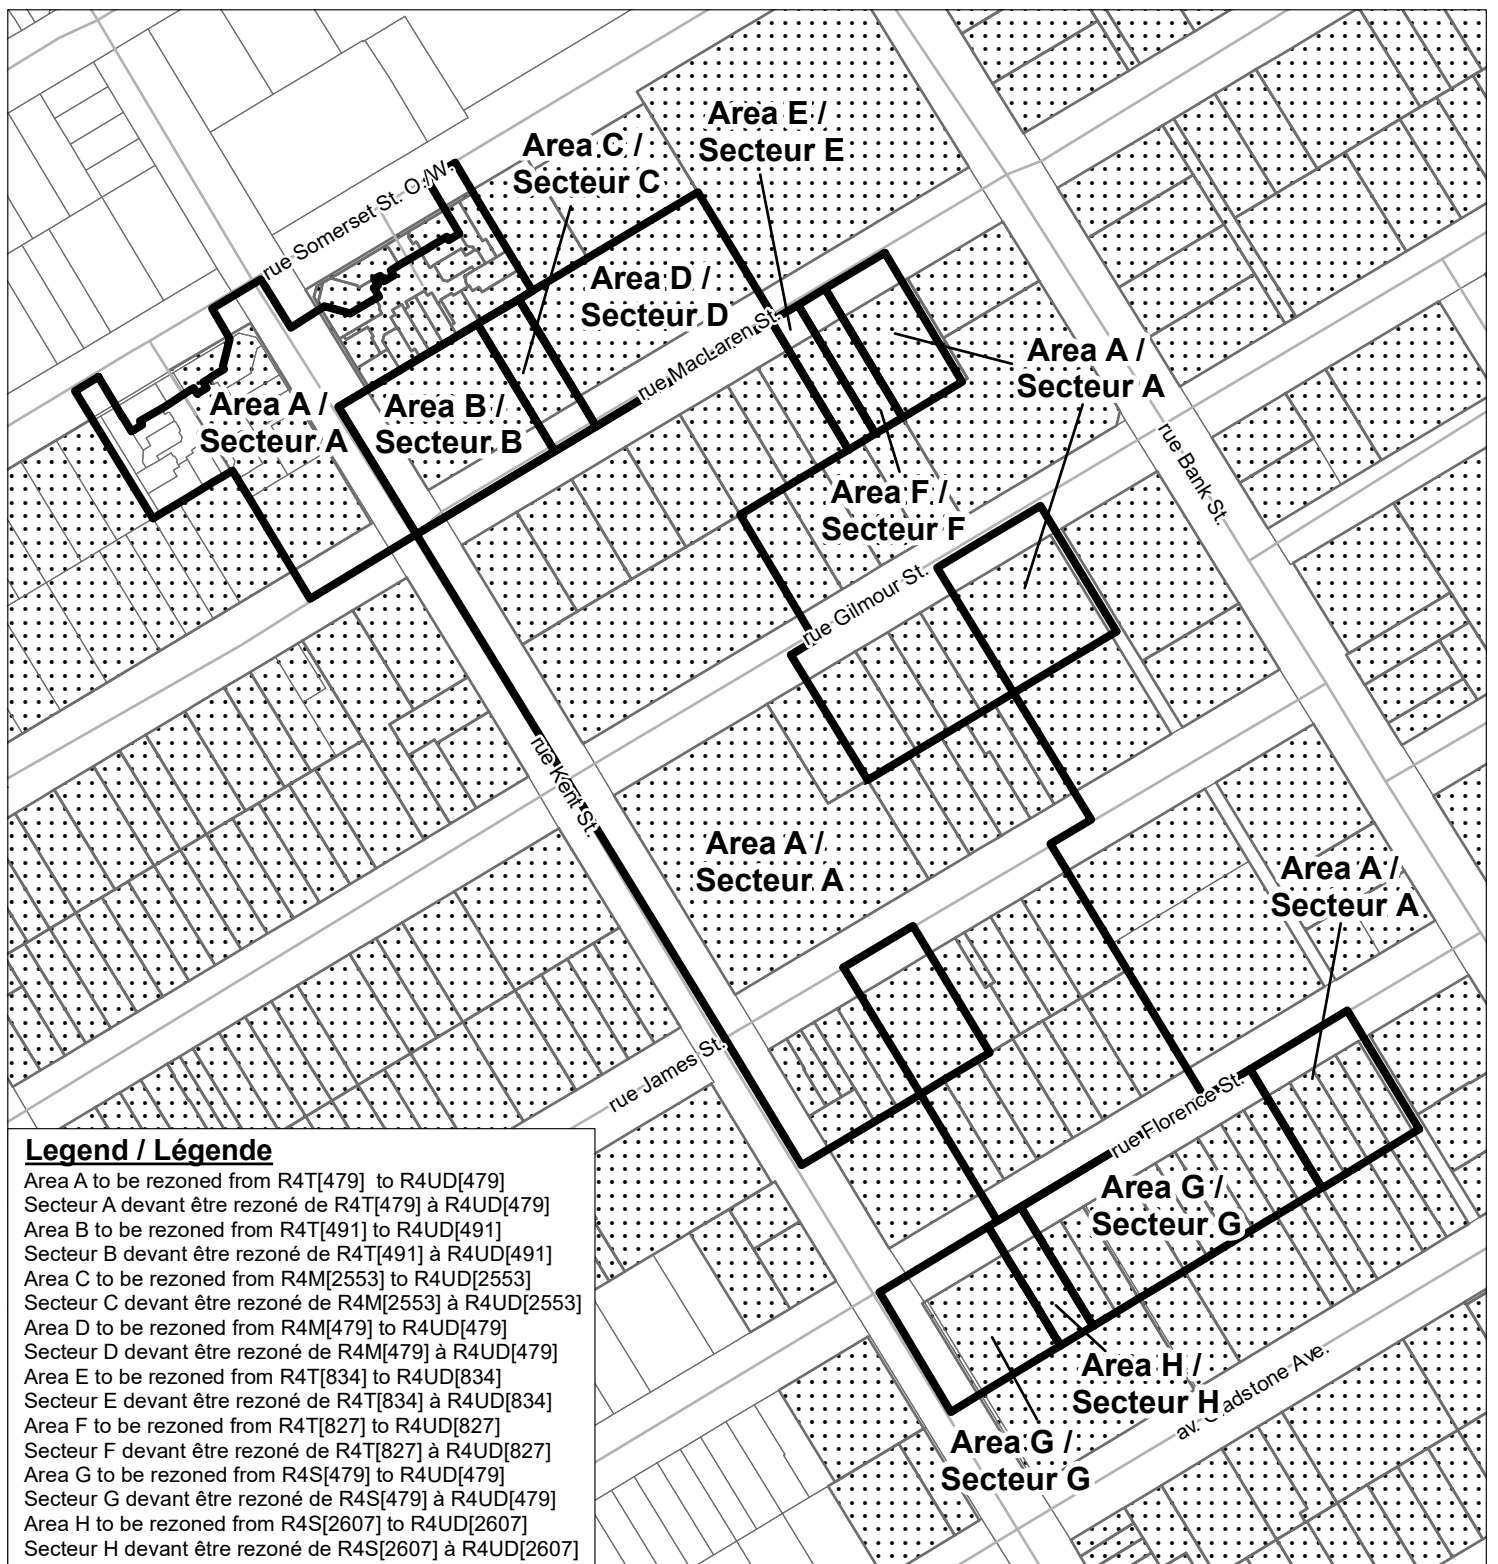 Area E /
Secteur E
Area C /
Secteur C
rue Somerset St. O./W.
Area D /
Secteur D
rue MacLaren St.
Area A /
Secteur A
Area A /
Secteur A
Area B /
Secteur B
rue Bank St.
Area F /
Secteur F
rue Gilmour St.
rue Kent St.
Area A /
Secteur A
Area A /
Secteur A
rue James St.
rue Florence St.
Area G /
Secteur G
Area H /
Secteur H
av. Gladstone Ave.
Area G /
Secteur G
Legend / Légende
Area A to be rezoned from R4T[479] to R4UD[479]
Secteur A devant être rezoné de R4T[479] à R4UD[479]
Area B to be rezoned from R4T[491] to R4UD[491]
Secteur B devant être rezoné de R4T[491] à R4UD[491]
Area C to be rezoned from R4M[2553] to R4UD[2553]
Secteur C devant être rezoné de R4M[2553] à R4UD[2553]
Area D to be rezoned from R4M[479] to R4UD[479]
Secteur D devant être rezoné de R4M[479] à R4UD[479]
Area E to be rezoned from R4T[834] to R4UD[834]
Secteur E devant être rezoné de R4T[834] à R4UD[834]
Area F to be rezoned from R4T[827] to R4UD[827]
Secteur F devant être rezoné de R4T[827] à R4UD[827]
Area G to be rezoned from R4S[479] to R4UD[479]
Secteur G devant être rezoné de R4S[479] à R4UD[479]
Area H to be rezoned from R4S[2607] to R4UD[2607]
Secteur H devant être rezoné de R4S[2607] à R4UD[2607]